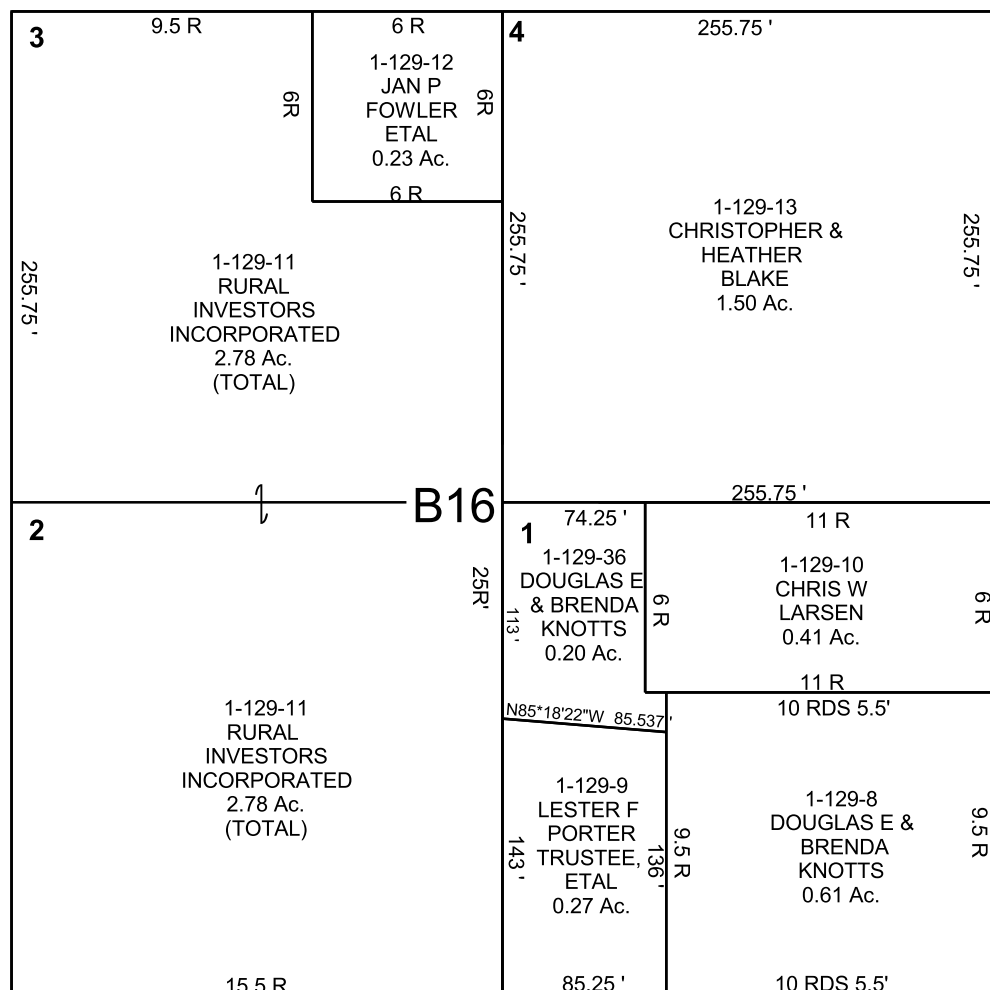 3
9.5 R
6 R
6R
1-129-12
JAN P
FOWLER
ETAL
0.23 Ac.
6R
6 R
255.75 '
1-129-11
RURAL
INVESTORS
INCORPORATED
2.78 Ac.
(TOTAL)
4
255.75 '
255.75 '
1-129-13
CHRISTOPHER &
HEATHER
BLAKE
1.50 Ac.
255.75 '
255.75 '
B16
2
25R'
1-129-11
RURAL
INVESTORS
INCORPORATED
2.78 Ac.
(TOTAL)
15.5 R
1
74.25 '
1-129-36
DOUGLAS E
& BRENDA
KNOTTS
0.20 Ac.
113 '
N85*18'22"W 85.537 '
11 R
6 R
1-129-10
CHRIS W
LARSEN
0.41 Ac.
6 R
11 R
1-129-9
LESTER F
PORTER
TRUSTEE,
ETAL
0.27 Ac.
143 '
136 '
85.25 '
10 RDS 5.5'
9.5 R
1-129-8
DOUGLAS E &
BRENDA
KNOTTS
0.61 Ac.
9.5 R
10 RDS 5.5'